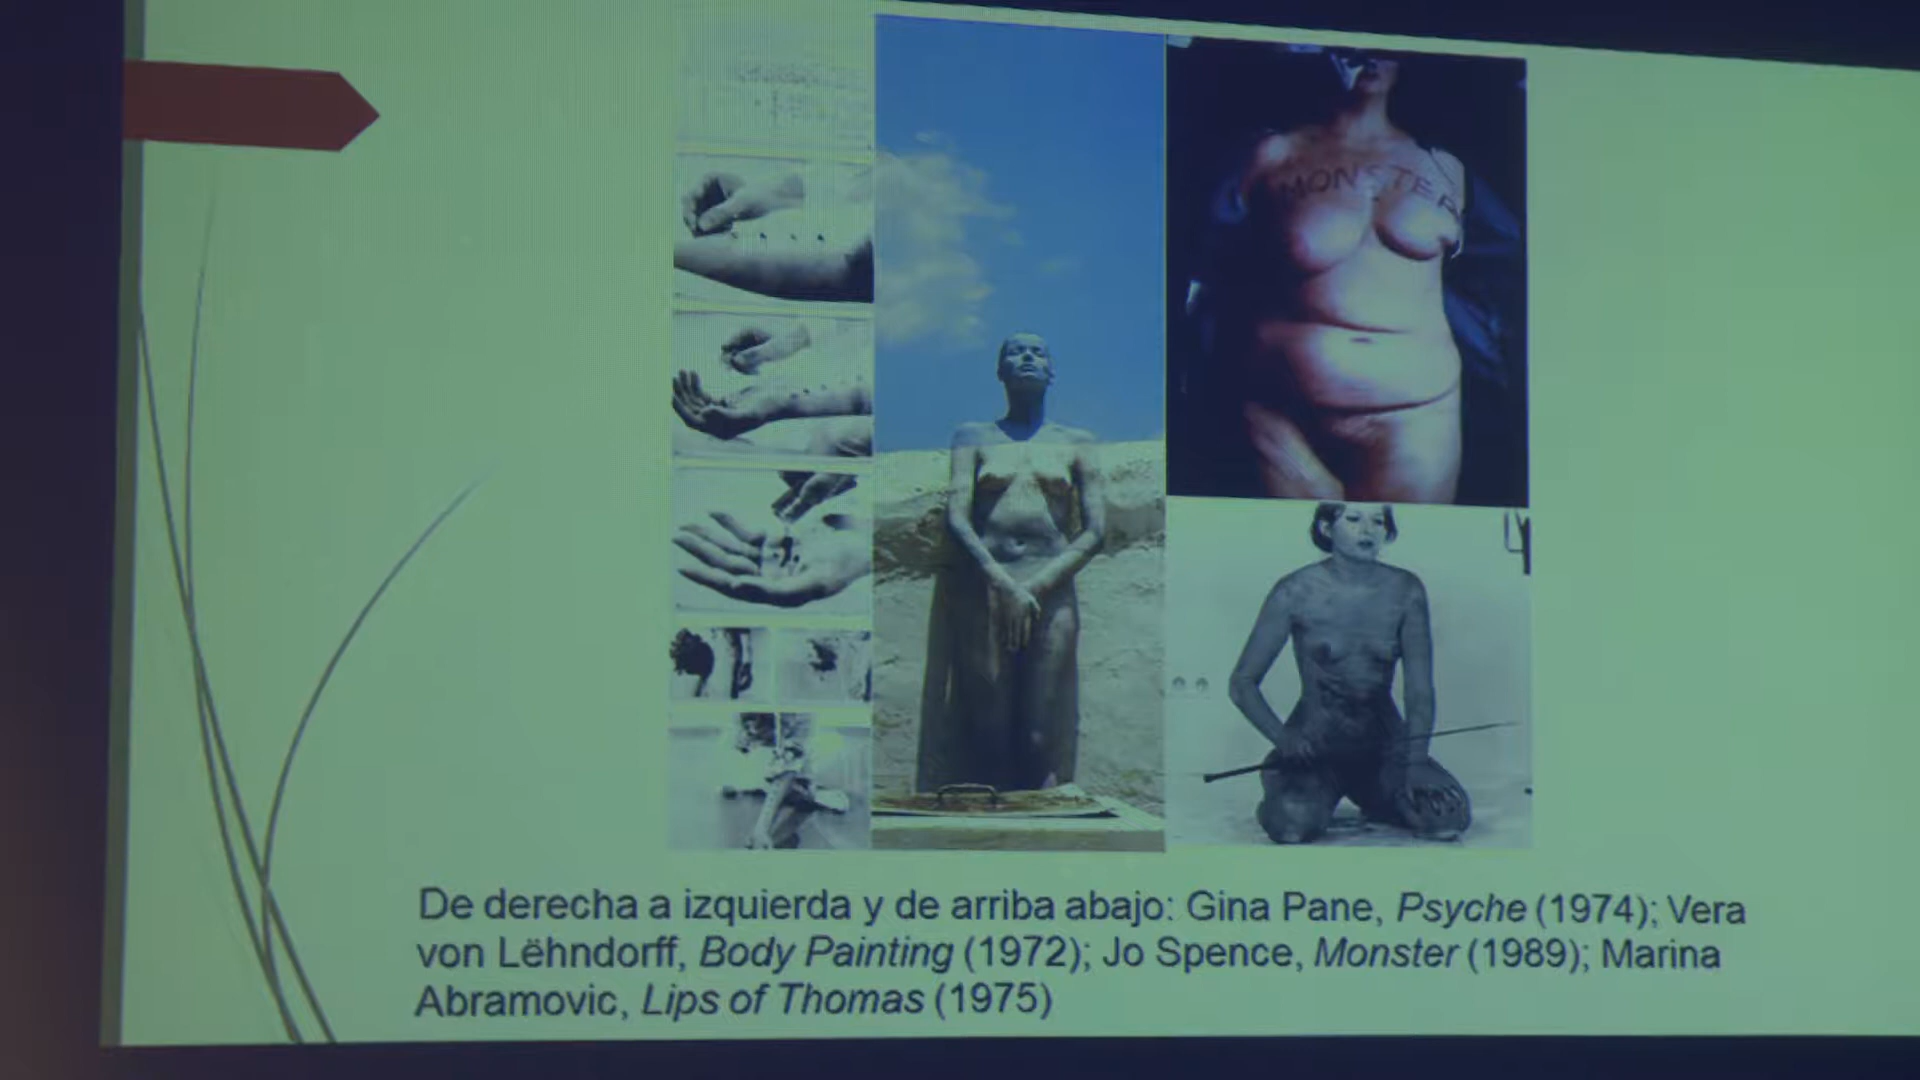 MONSTER
De derecha a izquierda y de arriba abajo: Gina Pane, Psyche (1974); Vera
von Lëhndorff, Body Painting (1972); Jo Spence, Monster (1989); Marina
Abramovic, Lips of Thomas (1975)